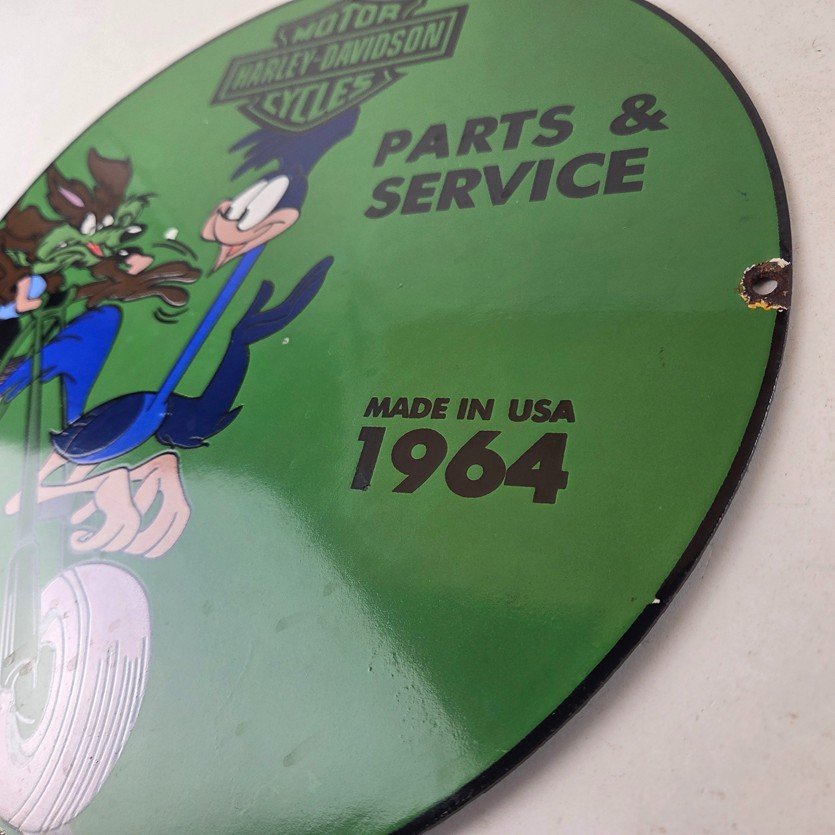 MOTOR
HARLEY-DAVIDSON
CYCLES
PARTS &
SERVICE
MADE IN USA
1964